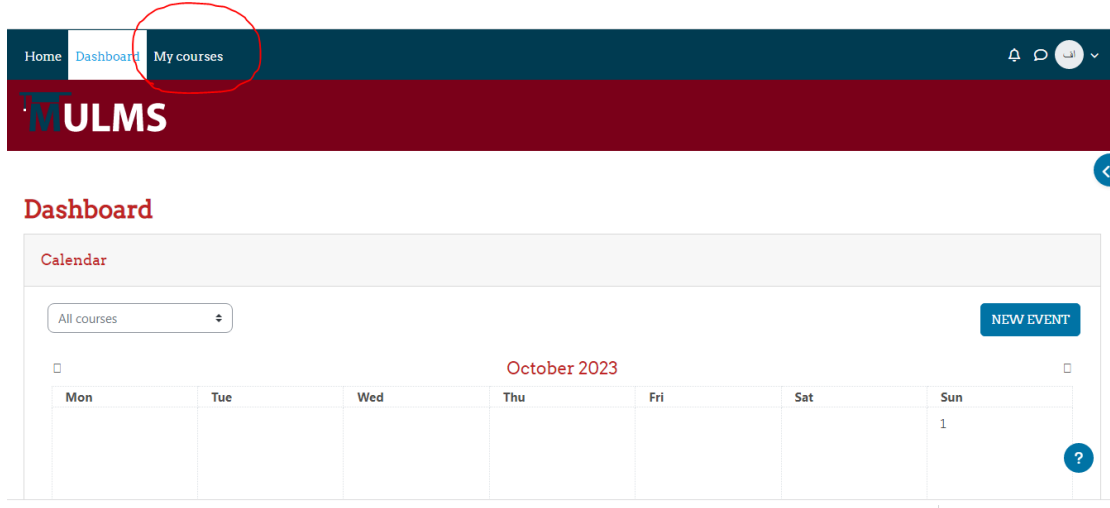 Home Dashboard My courses اف
MULMS
Dashboard
Calendar
All courses NEW EVENT
October 2023
Mon Tue Wed Thu Fri Sat Sun
1
?